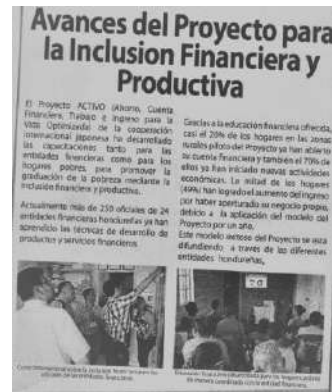 Avances del Proyecto para
la Inclusion Financiera y
Productiva
El Proyecto ACTIVO (Ahorro, Cuenta
Financiera, Trabajo e Ingreso para la
Vida Optimizada) de la cooperación
internacional japonesa ha desarrollado
las capacitaciones tanto para las
entidades financieras como para los
hogares pobres, para promover la
graduación de la pobreza mediante la
inclusión financiera y productiva.
Actualmente más de 250 oficiales de 24
entidades financieras hondureñas ya han
aprendido las técnicas de desarrollo de
productos y servicios financieros.
Gracias a la educación financiera ofrecida,
casi el 20% de los hogares en las zonas
rurales piloto del Proyecto ya han abierto
su cuenta financiera y también el 70% de
ellos ya han iniciado nuevas actividades
económicas. La mitad de los hogares
(49%) han logrado el aumento del ingreso
por haber aperturado su negocio propio,
debido a la aplicación del modelo del
Proyecto por un año.
Este modelo exitoso del Proyecto se está
difundiendo a través de las diferentes
entidades hondureñas.